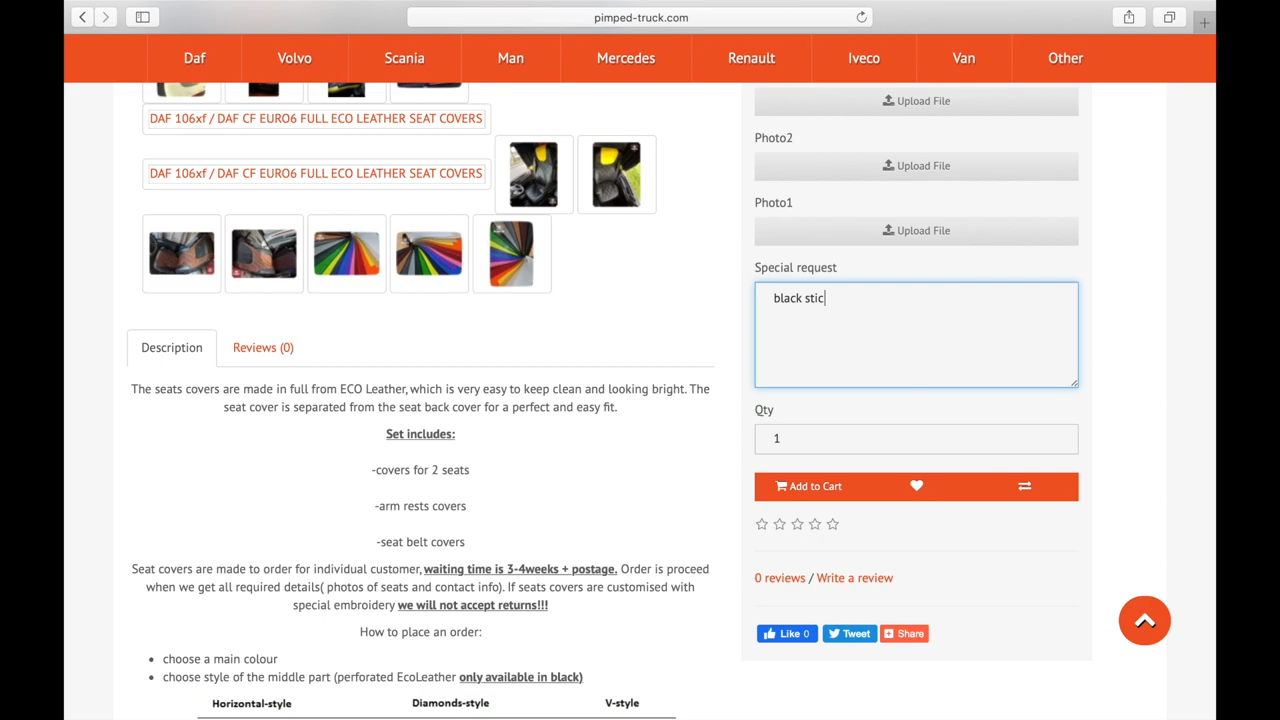 pimped-truck.com
Daf Volvo Scania Man Mercedes Renault Iveco Van Other
DAF 106xf / DAF CF EURO6 FULL ECO LEATHER SEAT COVERS
DAF 106xf / DAF CF EURO6 FULL ECO LEATHER SEAT COVERS
Description Reviews (0)
The seats covers are made in full from ECO Leather, which is very easy to keep clean and looking bright. The
seat cover is separated from the seat back cover for a perfect and easy fit.
Set includes:
-covers for 2 seats
-arm rests covers
-seat belt covers
Seat covers are made to order for individual customer, waiting time is 3-4weeks + postage. Order is proceed
when we get all required details( photos of seats and contact info). If seats covers are customised with
special embroidery we will not accept returns!!!
How to place an order:
• choose a main colour
• choose style of the middle part (perforated EcoLeather only available in black)
Horizontal-style Diamonds-style V-style
Upload File
Photo2
Upload File
Photo1
Upload File
Special request
black stic
Qty
1
Add to Cart
0 reviews / Write a review
Like 0 Tweet Share